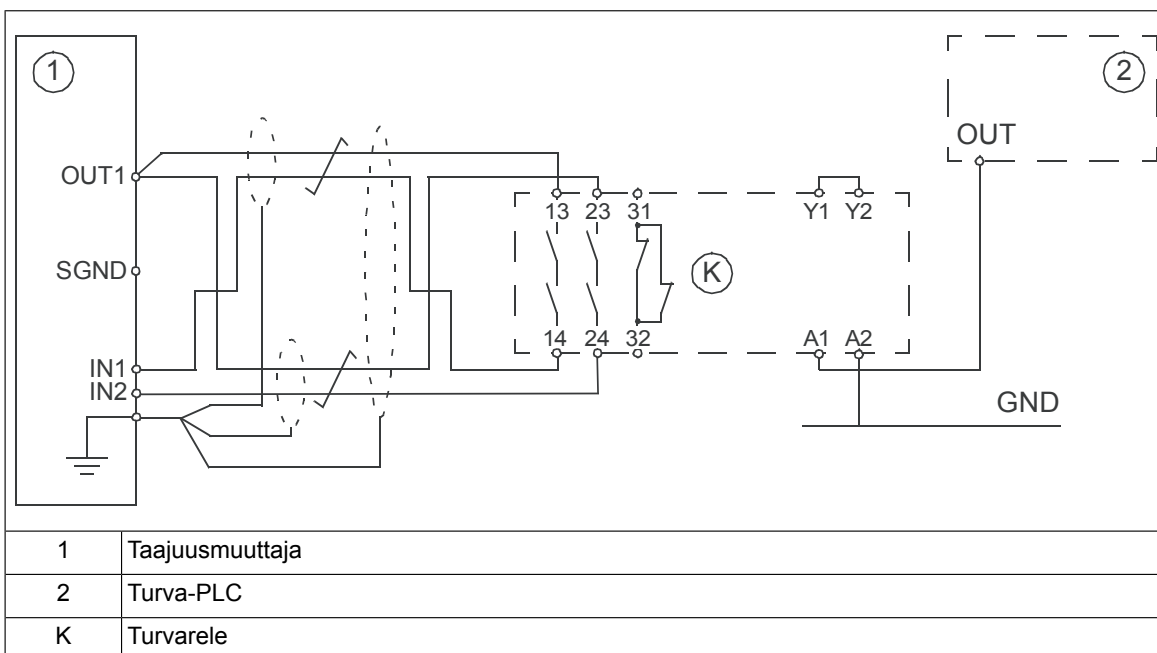 1
2
OUT
OUT1
13 23 31
Y1 Y2
SGND
K
14 24 32
A1 A2
IN1
IN2
GND
1 Taajuusmuuttaja
2 Turva-PLC
K Turvarele